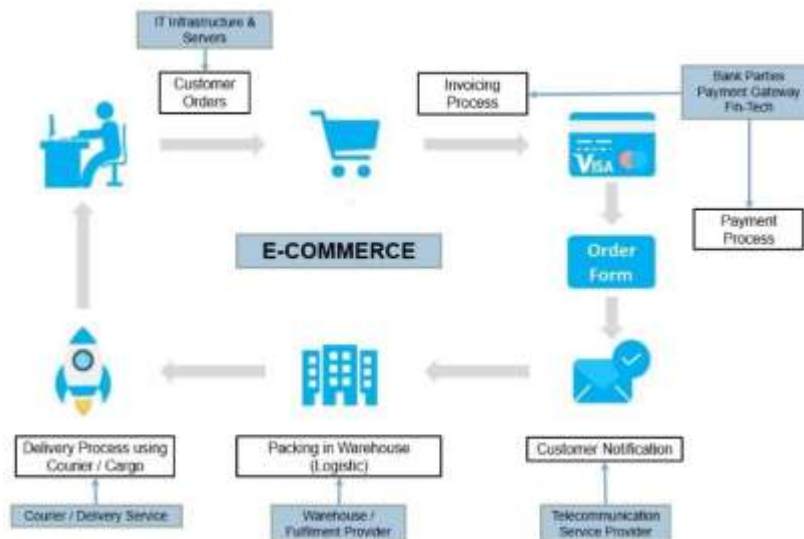 IT Infrastructure &
Servers
Customer
Orders
Invoicing
Process
Bank Parties
Payment Gateway
Fin-Tech
VISA
Payment
Process
E-COMMERCE
Order
Form
Delivery Process using
Courier / Cargo
Packing in Warehouse
(Logistic)
Customer Notification
Courier / Delivery Service
Warehouse /
Fulfilment Provider
Telecommunication
Service Provider